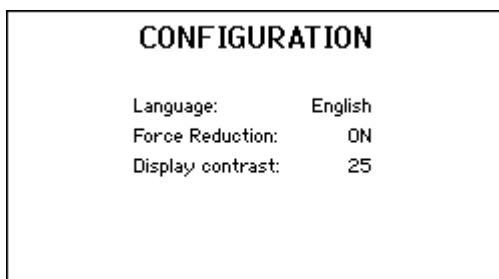 CONFIGURATION
Language: English
Force Reduction: ON
Display contrast: 25